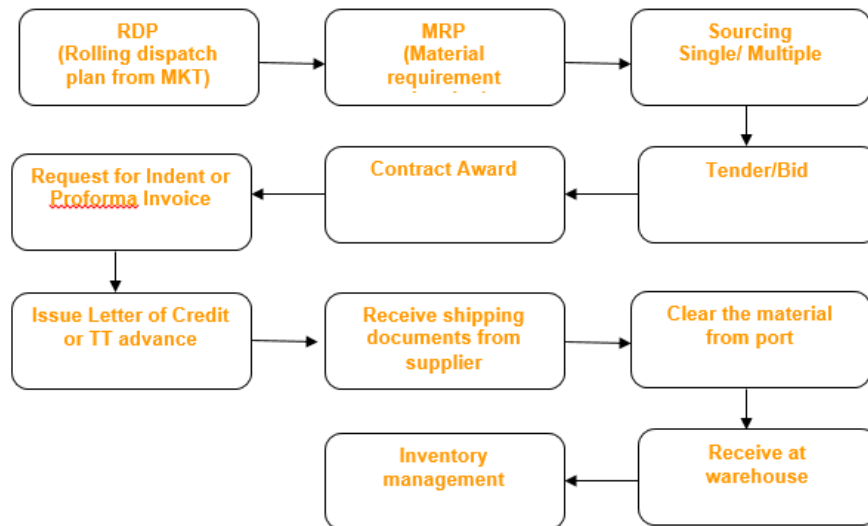 RDP
(Rolling dispatch
plan from MKT)
MRP
(Material
requirement
Sourcing
Single/ Multiple
Tender/Bid
Contract Award
Request for Indent or
Proforma Invoice
Issue Letter of Credit
or TT advance
Receive shipping
documents from
supplier
Clear the material
from port
Receive at
warehouse
Inventory
management